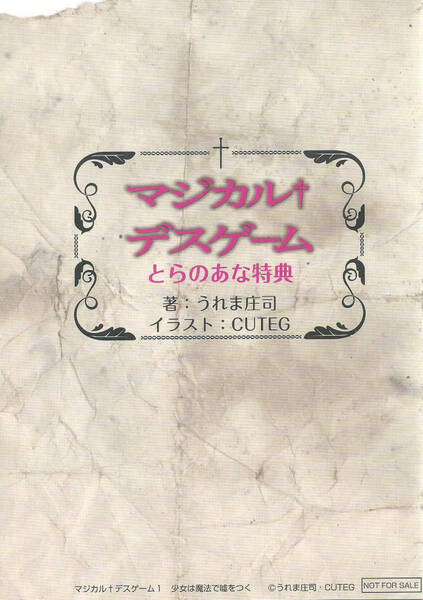 マジカル†
デスゲーム
とらのあな特典
著：うれま庄司
イラスト：CUTEG
マジカル†デスゲーム1　少女は魔法で嘘をつく　©うれま庄司・CUTEG　NOT FOR SALE